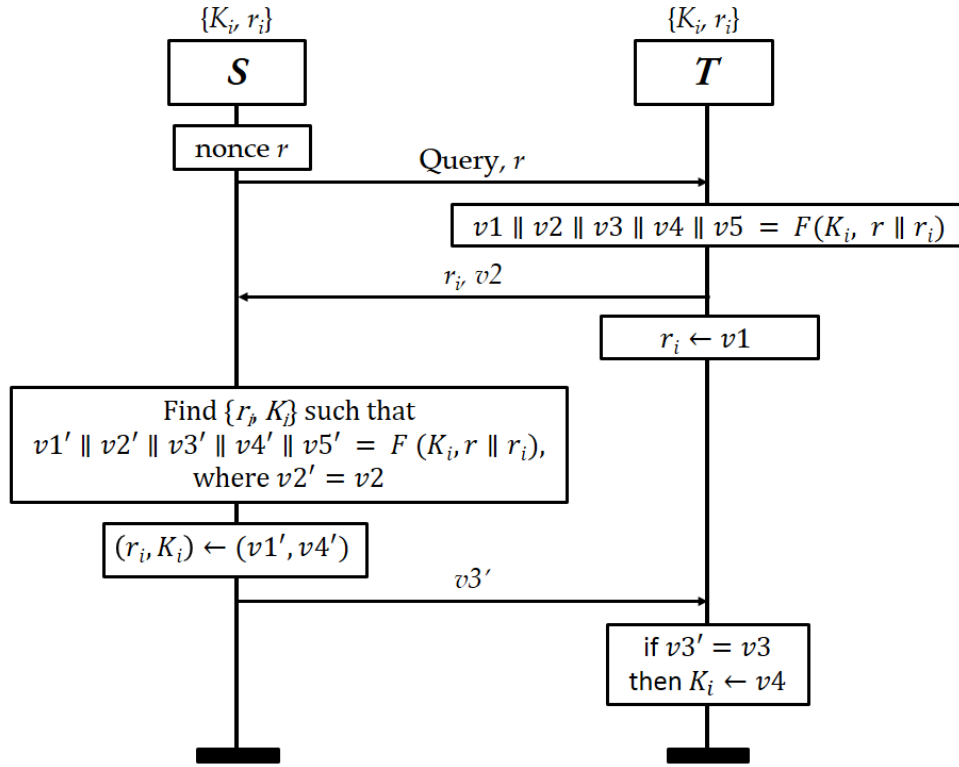 {K_i, r_i}
{K_i, r_i}
S
T
nonce r
Query, r
v1 ∥ v2 ∥ v3 ∥ v4 ∥ v5 = F(K_i, r ∥ r_i)
r_i, v2
r_i ← v1
Find {r_i, K_i} such that
v1′ ∥ v2′ ∥ v3′ ∥ v4′ ∥ v5′ = F (K_i, r ∥ r_i),
where v2′ = v2
(r_i, K_i) ← (v1′, v4′)
v3′
if v3′ = v3
then K_i ← v4